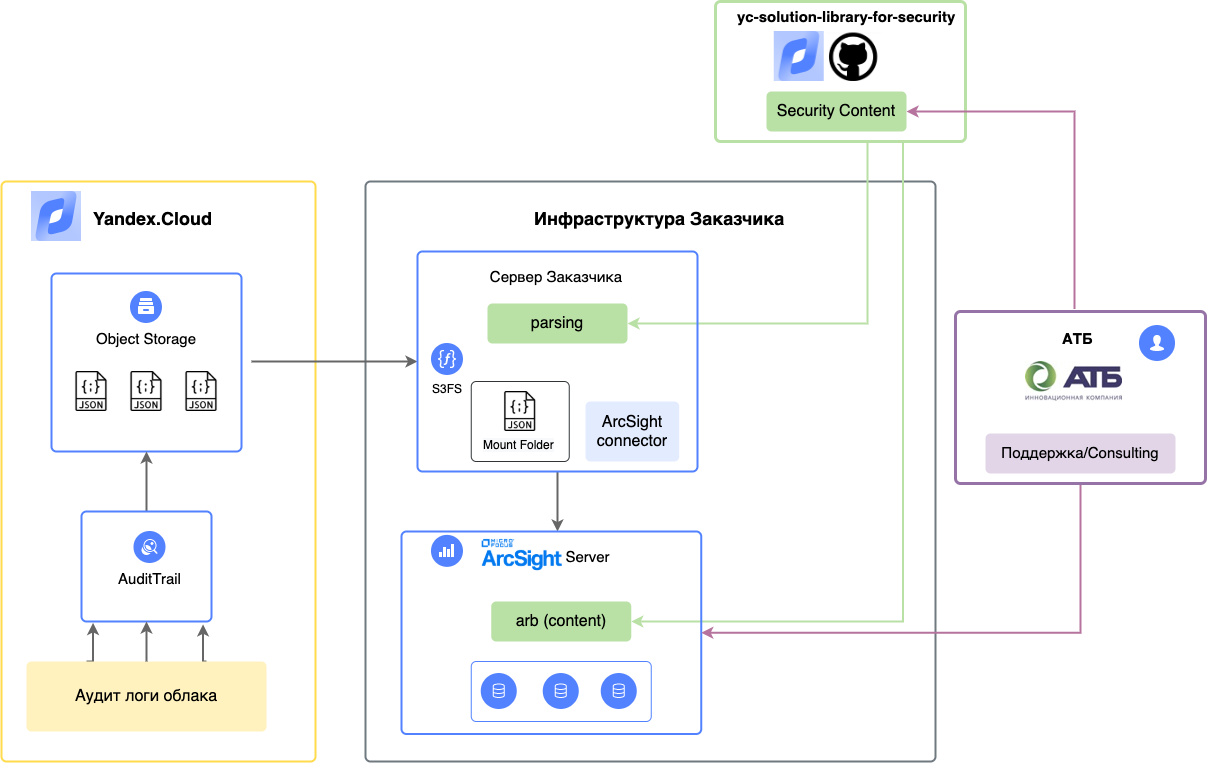 yc-solution-library-for-security
Security Content
Yandex.Cloud
Object Storage
{;}
JSON
{;}
JSON
{;}
JSON
AuditTrail
Аудит логи облака
Инфраструктура Заказчика
Сервер Заказчика
parsing
{ƒ}
S3FS
{;}
JSON
Mount Folder
ArcSight
connector
MICRO
FOCUS
ArcSight Server
arb (content)
АТБ
АТБ
ИННОВАЦИОННАЯ КОМПАНИЯ
Поддержка/Consulting